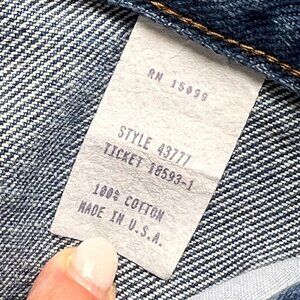 RN 15099
STYLE 43777
TICKET 18593-1
100% COTTON
MADE IN U.S.A.